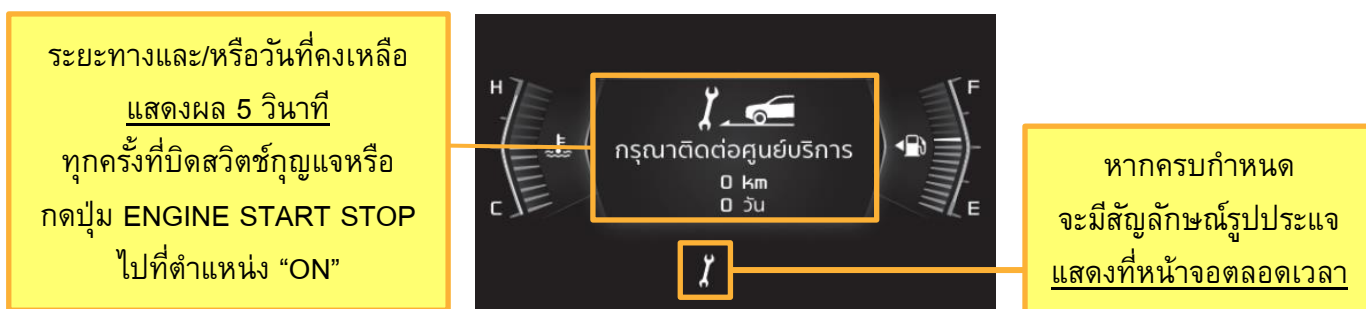 ระยะทางและ/หรือวันที่คงเหลือ
แสดงผล 5 วินาที
ทุกครั้งที่บิดสวิตช์กุญแจหรือ
กดปุ่ม ENGINE START STOP
ไปที่ตำแหน่ง “ON”
H
C
กรุณาติดต่อศูนย์บริการ
0 km
0 วัน
F
E
หากครบกำหนด
จะมีสัญลักษณ์รูปประแจ
แสดงที่หน้าจอตลอดเวลา